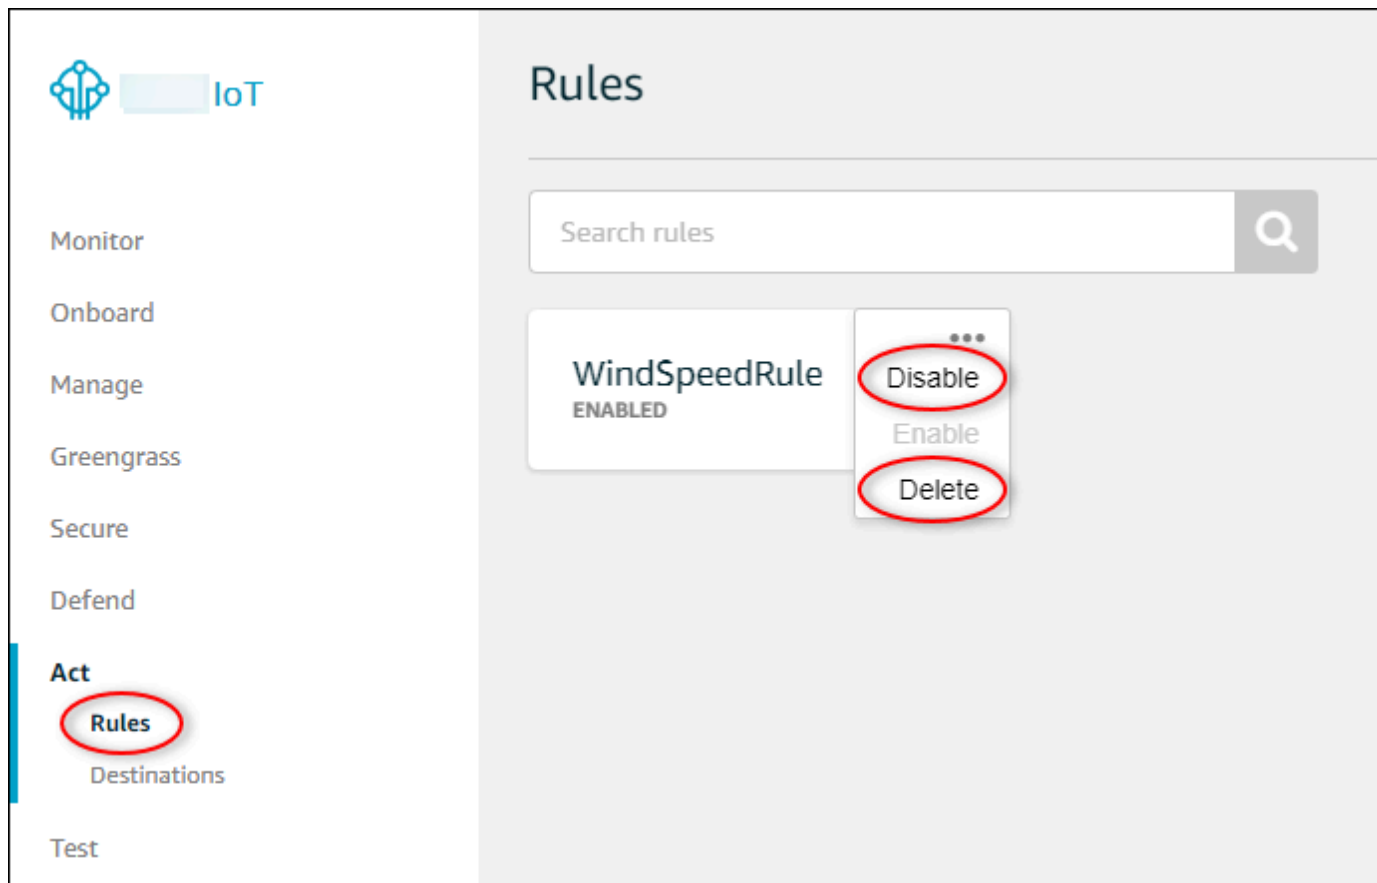 IoT
Monitor
Onboard
Manage
Greengrass
Secure
Defend
Act
Rules
Destinations
Test
Rules
Search rules
WindSpeedRule
ENABLED
Disable
Enable
Delete